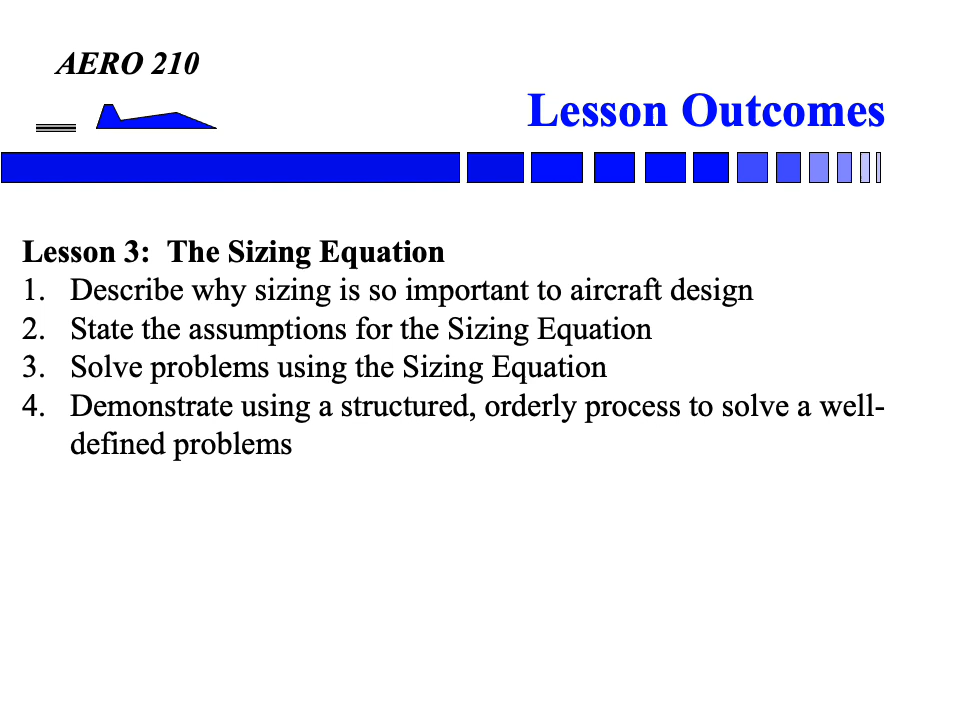 AERO 210
Lesson Outcomes
Lesson 3:  The Sizing Equation
1. Describe why sizing is so important to aircraft design
2. State the assumptions for the Sizing Equation
3. Solve problems using the Sizing Equation
4. Demonstrate using a structured, orderly process to solve a well-
defined problems